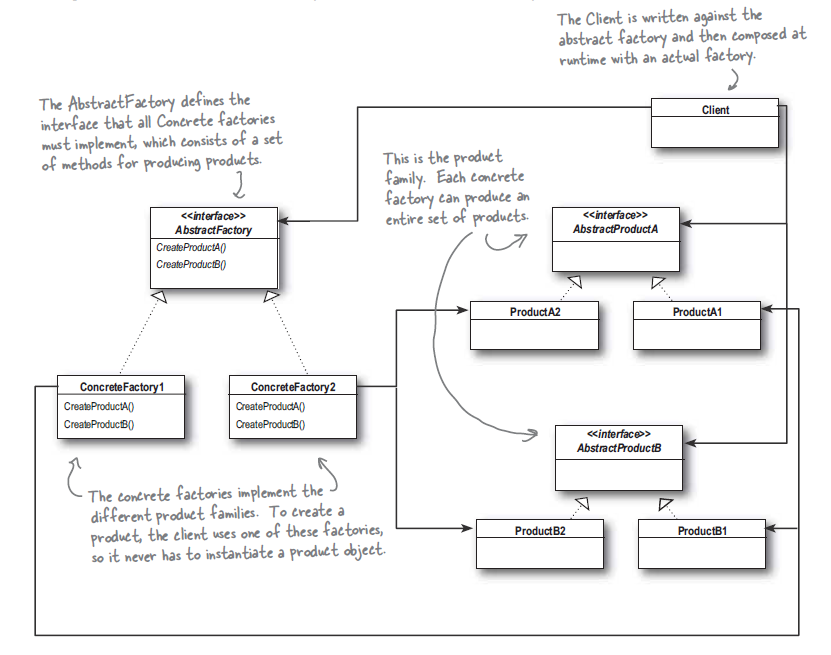 The Client is written against the
abstract factory and then composed at
runtime with an actual factory.
Client
The AbstractFactory defines the
interface that all Concrete factories
must implement, which consists of a set
of methods for producing products.
This is the product
family. Each concrete
factory can produce an
entire set of products.
<<interface>>
AbstractFactory
CreateProductA()
CreateProductB()
<<interface>>
AbstractProductA
ProductA2
ProductA1
ConcreteFactory1
CreateProductA()
CreateProductB()
ConcreteFactory2
CreateProductA()
CreateProductB()
<<interface>>
AbstractProductB
ProductB2
ProductB1
The concrete factories implement the
different product families. To create a
product, the client uses one of these factories,
so it never has to instantiate a product object.